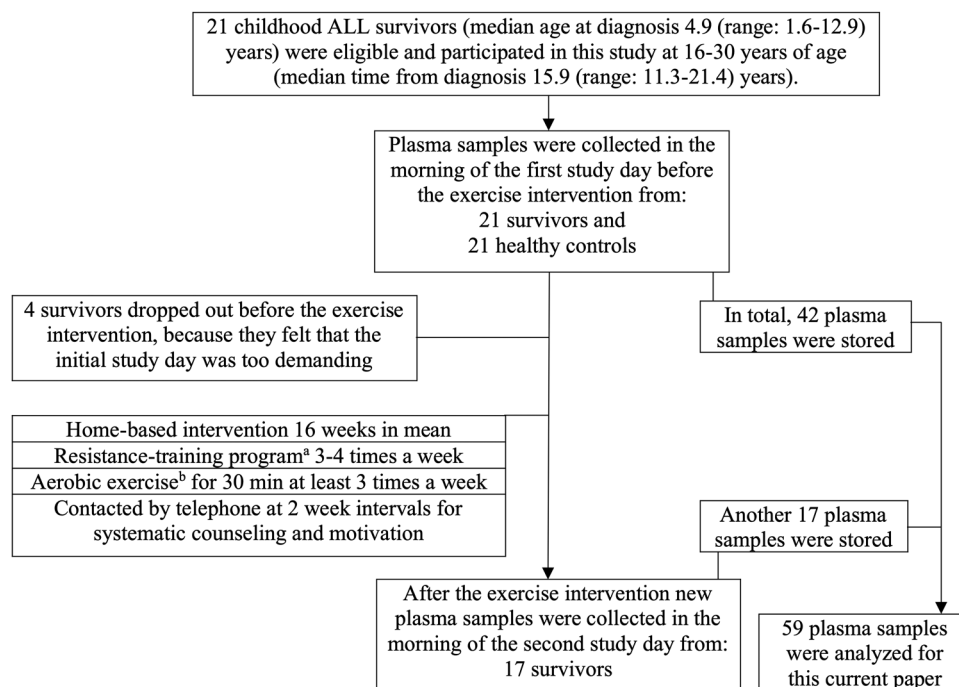 21 childhood ALL survivors (median age at diagnosis 4.9 (range: 1.6-12.9)
years) were eligible and participated in this study at 16-30 years of age
(median time from diagnosis 15.9 (range: 11.3-21.4) years).
Plasma samples were collected in the
morning of the first study day before
the exercise intervention from:
21 survivors and
21 healthy controls
4 survivors dropped out before the exercise
intervention, because they felt that the
initial study day was too demanding
In total, 42 plasma
samples were stored
Home-based intervention 16 weeks in mean
Resistance-training programᵃ 3-4 times a week
Aerobic exerciseᵇ for 30 min at least 3 times a week
Contacted by telephone at 2 week intervals for
systematic counseling and motivation
Another 17 plasma
samples were stored
After the exercise intervention new
plasma samples were collected in the
morning of the second study day from:
17 survivors
59 plasma samples
were analyzed for
this current paper